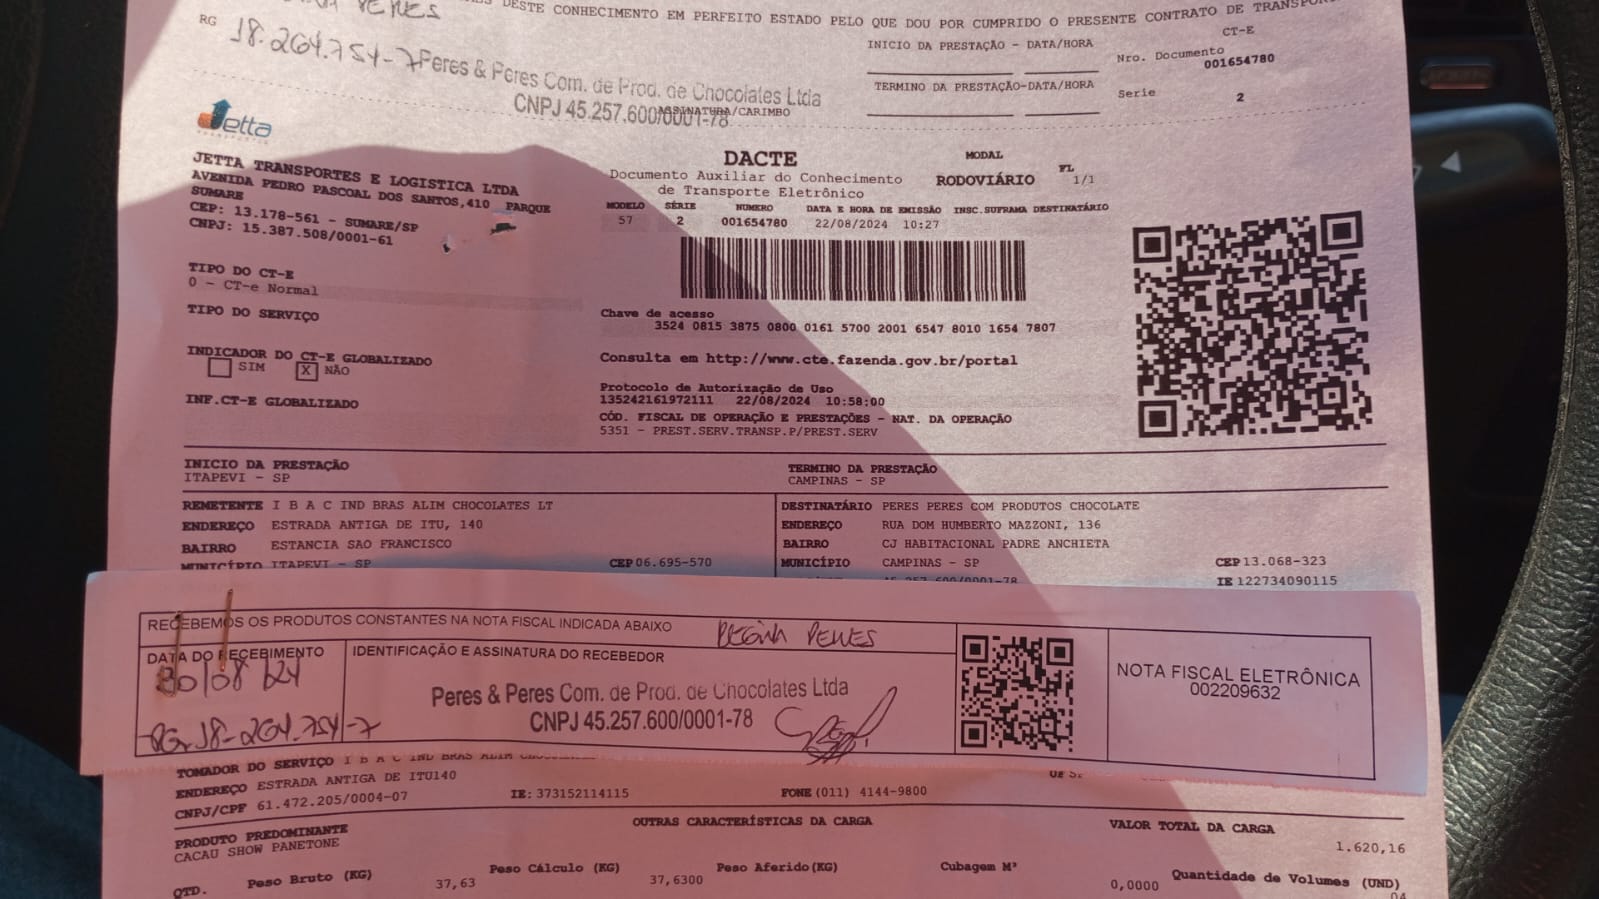 DESTE CONHECIMENTO EM PERFEITO ESTADO PELO QUE DOU POR CUMPRIDO O PRESENTE CONTRATO DE
RG 18.264.754-7
Peres & Peres Com. de Prod. de Chocolates Ltda
CNPJ 45.257.600/0001-78
ASSINATURA/CARIMBO
INICIO DA PRESTAÇÃO - DATA/HORA
TERMINO DA PRESTAÇÃO-DATA/HORA
CT-E
Nro. Documento 001654780
Serie 2
Jetta
JETTA TRANSPORTES E LOGISTICA LTDA
AVENIDA PEDRO PASCOAL DOS SANTOS,410 PARQUE
SUMARE
CEP: 13.178-561 - SUMARE/SP
CNPJ: 15.387.508/0001-61
DACTE
Documento Auxiliar do Conhecimento
de Transporte Eletrônico
MODAL
RODOVIÁRIO
FL
1/1
MODELO SÉRIE NUMERO DATA E HORA DE EMISSÃO INSC.SUFRAMA DESTINATÁRIO
57 2 001654780 22/08/2024 10:27
TIPO DO CT-E
0 - CT-e Normal
TIPO DO SERVIÇO
INDICADOR DO CT-E GLOBALIZADO
SIM X NÃO
INF.CT-E GLOBALIZADO
Chave de acesso
3524 0815 3875 0800 0161 5700 2001 6547 8010 1654 7807
Consulta em http://www.cte.fazenda.gov.br/portal
Protocolo de Autorização de Uso
135242161972111 22/08/2024 10:58:00
CÓD. FISCAL DE OPERAÇÃO E PRESTAÇÕES - NAT. DA OPERAÇÃO
5351 - PREST.SERV.TRANSP.P/PREST.SERV
INICIO DA PRESTAÇÃO
ITAPEVI - SP
TERMINO DA PRESTAÇÃO
CAMPINAS - SP
REMETENTE I B A C IND BRAS ALIM CHOCOLATES LT
ENDEREÇO ESTRADA ANTIGA DE ITU, 140
BAIRRO ESTANCIA SAO FRANCISCO
MUNICÍPIO ITAPEVI - SP CEP 06.695-570
DESTINATÁRIO PERES PERES COM PRODUTOS CHOCOLATE
ENDEREÇO RUA DOM HUMBERTO MAZZONI, 136
BAIRRO CJ HABITACIONAL PADRE ANCHIETA
MUNICÍPIO CAMPINAS - SP CEP 13.068-323
45.257.600/0001-78 IE 122734090115
RECEBEMOS OS PRODUTOS CONSTANTES NA NOTA FISCAL INDICADA ABAIXO
REGINA PERES
DATA DO RECEBIMENTO
30/08/24
RG 18-264.754-7
IDENTIFICAÇÃO E ASSINATURA DO RECEBEDOR
Peres & Peres Com. de Prod. de Chocolates Ltda
CNPJ 45.257.600/0001-78
NOTA FISCAL ELETRÔNICA
002209632
TOMADOR DO SERVIÇO I B A C IND BRAS ALIM
ENDEREÇO ESTRADA ANTIGA DE ITU140
CNPJ/CPF 61.472.205/0004-07 IE: 373152114115 FONE (011) 4144-9800
PRODUTO PREDOMINANTE
CACAU SHOW PANETONE
OUTRAS CARACTERÍSTICAS DA CARGA
VALOR TOTAL DA CARGA
1.620,16
QTD. Peso Bruto (KG) 37,63 Peso Cálculo (KG) 37,6300 Peso Aferido(KG) Cubagem M³ 0,0000 Quantidade de Volumes (UND)